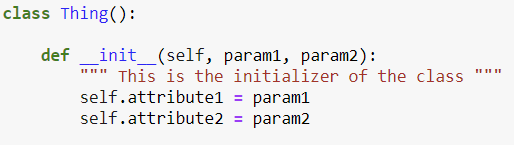 class Thing():
def __init__(self, param1, param2):
""" This is the initializer of the class """
self.attribute1 = param1
self.attribute2 = param2